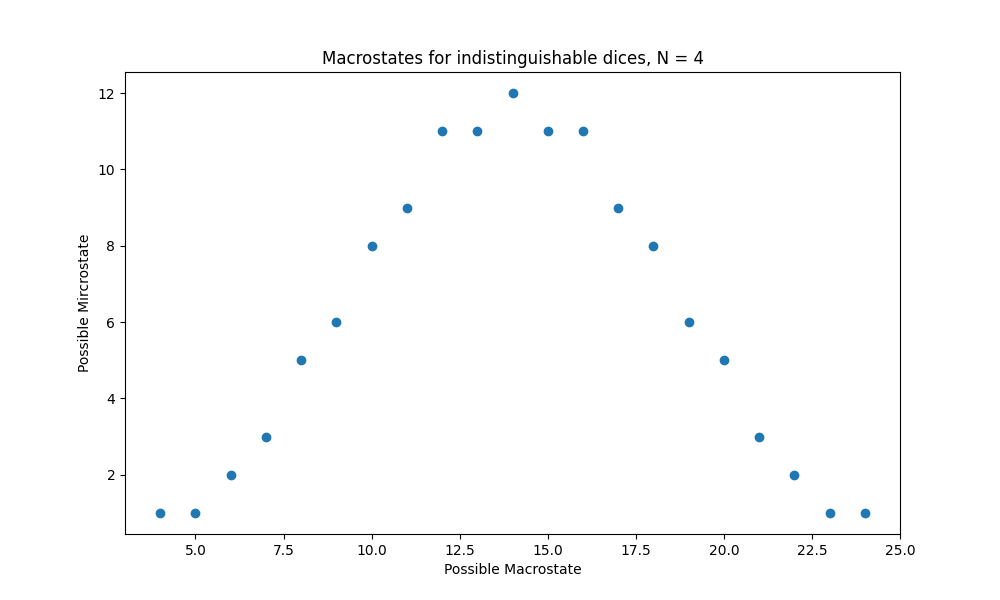 Macrostates for indistinguishable dices, N = 4
12
10
8
6
4
2
Possible Mircrostate
5.0 7.5 10.0 12.5 15.0 17.5 20.0 22.5 25.0
Possible Macrostate